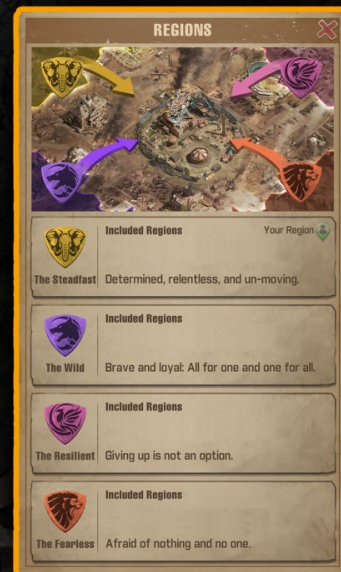 REGIONS
Included Regions
Your Region
The Steadfast
Determined, relentless, and un-moving.
Included Regions
The Wild
Brave and loyal: All for one and one for all.
Included Regions
The Resilient
Giving up is not an option.
Included Regions
The Fearless
Afraid of nothing and no one.